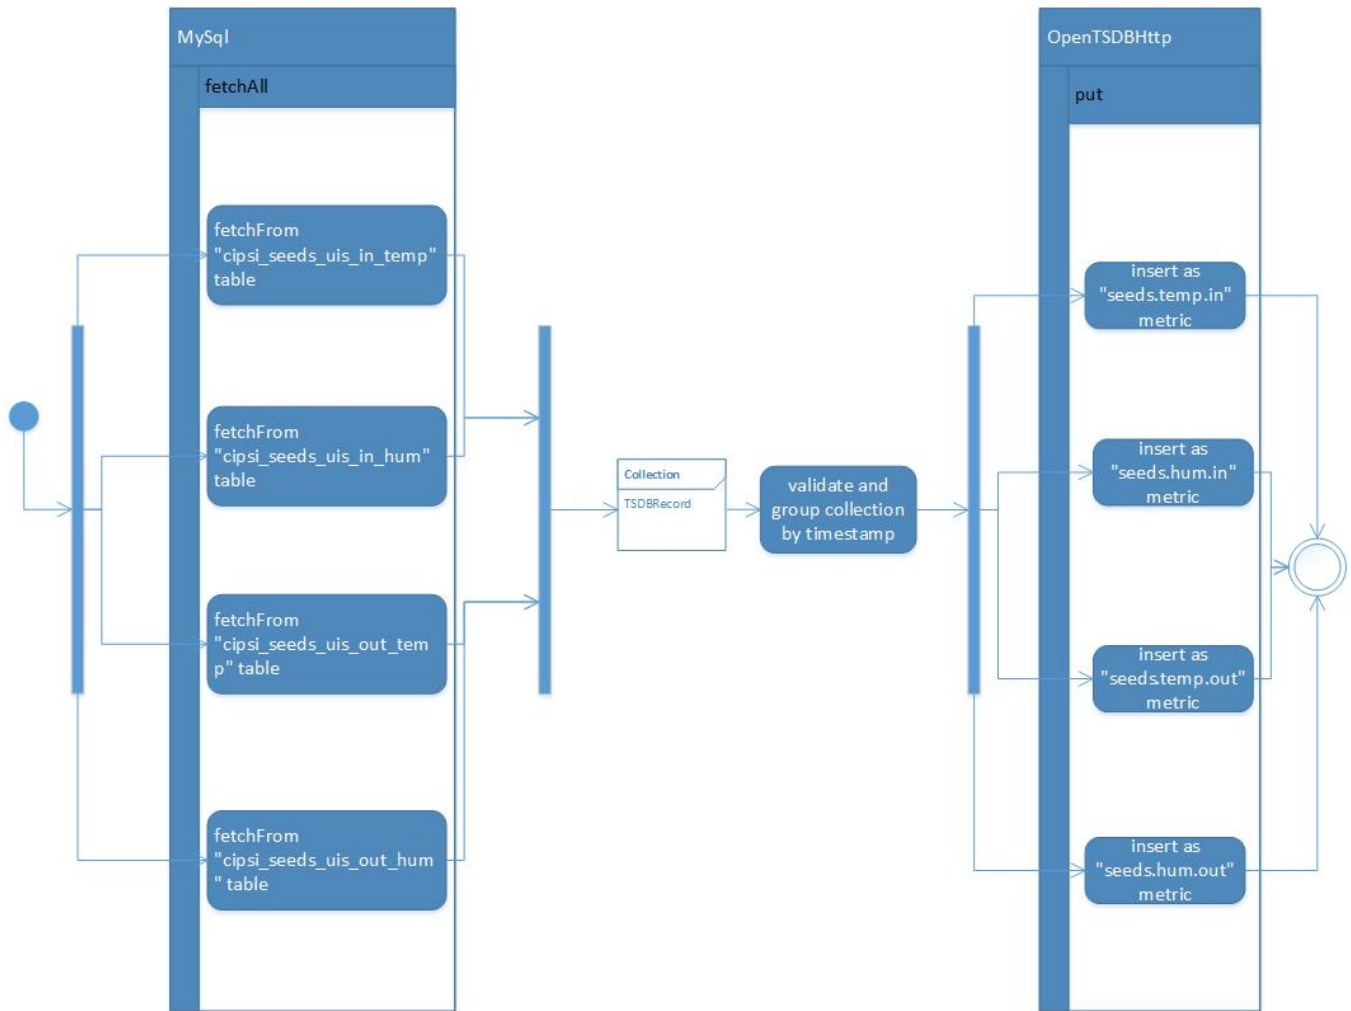 MySql
fetchAll
fetchFrom
"cipsi_seeds_uis_in_temp"
table
fetchFrom
"cipsi_seeds_uis_in_hum"
table
fetchFrom
"cipsi_seeds_uis_out_tem
p" table
fetchFrom
"cipsi_seeds_uis_out_hum
" table
Collection
TSDBRecord
validate and
group collection
by timestamp
OpenTSDBHttp
put
insert as
"seeds.temp.in"
metric
insert as
"seeds.hum.in"
metric
insert as
"seeds.temp.out"
metric
insert as
"seeds.hum.out"
metric